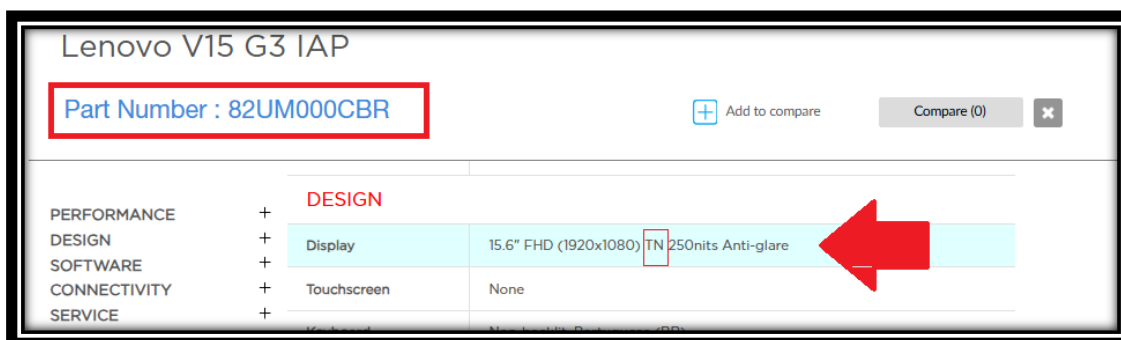 Lenovo V15 G3 IAP
Part Number : 82UM000CBR
Add to compare
Compare (0)
PERFORMANCE +
DESIGN +
SOFTWARE +
CONNECTIVITY +
SERVICE +
DESIGN
Display 15.6" FHD (1920x1080) TN 250nits Anti-glare
Touchscreen None